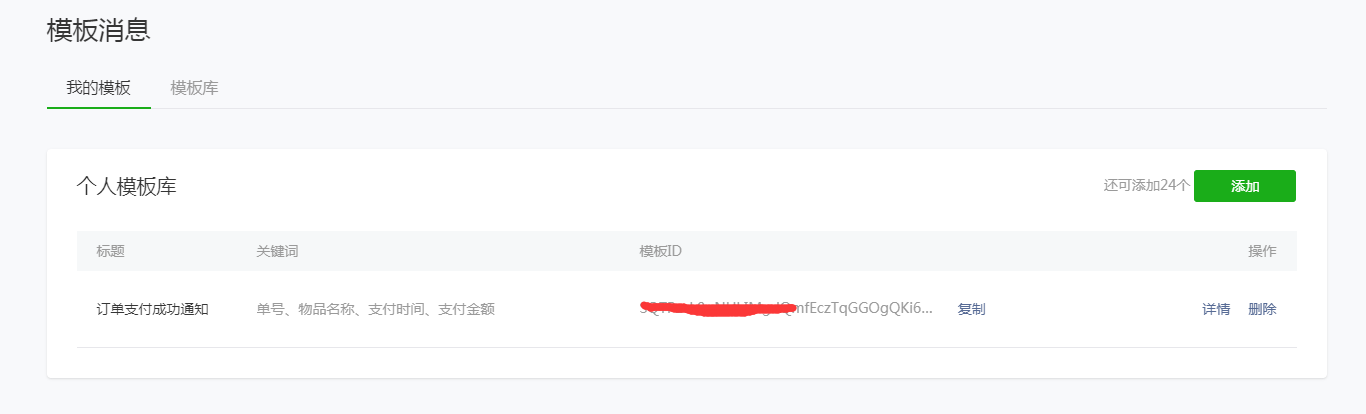 模板消息
我的模板 模板库
个人模板库 还可添加24个 添加
标题 关键词 模板ID 操作
订单支付成功通知 单号、物品名称、支付时间、支付金额 mfEczTqGGOgQKi6... 复制 详情 删除